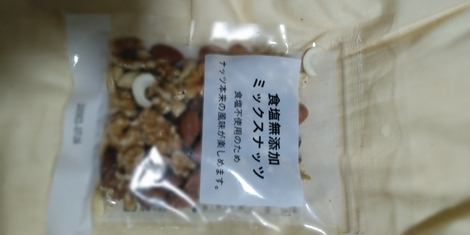 食塩無添加
ミックスナッツ
食塩不使用のため
ナッツ本来の風味が楽しめます。